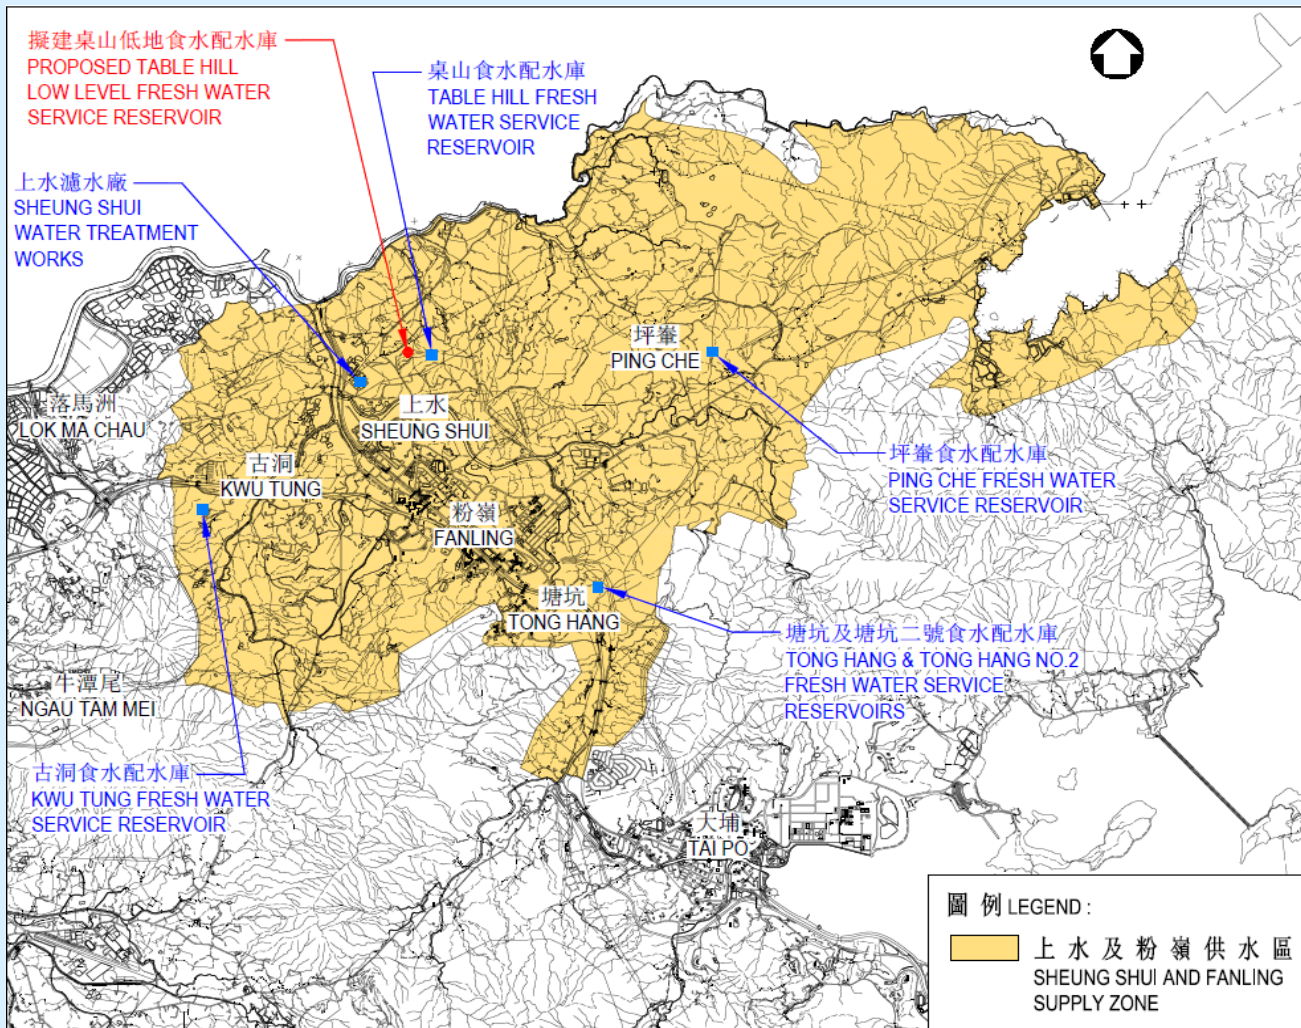 擬建桌山低地食水配水庫
PROPOSED TABLE HILL
LOW LEVEL FRESH WATER
SERVICE RESERVOIR
桌山食水配水庫
TABLE HILL FRESH
WATER SERVICE
RESERVOIR
上水濾水廠
SHEUNG SHUI
WATER TREATMENT
WORKS
坪輋
PING CHE
落馬洲
LOK MA CHAU
上水
SHEUNG SHUI
古洞
KWU TUNG
坪輋食水配水庫
PING CHE FRESH WATER
SERVICE RESERVOIR
粉嶺
FANLING
塘坑
TONG HANG
塘坑及塘坑二號食水配水庫
TONG HANG & TONG HANG NO.2
FRESH WATER SERVICE
RESERVOIRS
牛潭尾
NGAU TAM MEI
古洞食水配水庫
KWU TUNG FRESH WATER
SERVICE RESERVOIR
大埔
TAI PO
圖例 LEGEND :
上水及粉嶺供水區
SHEUNG SHUI AND FANLING
SUPPLY ZONE